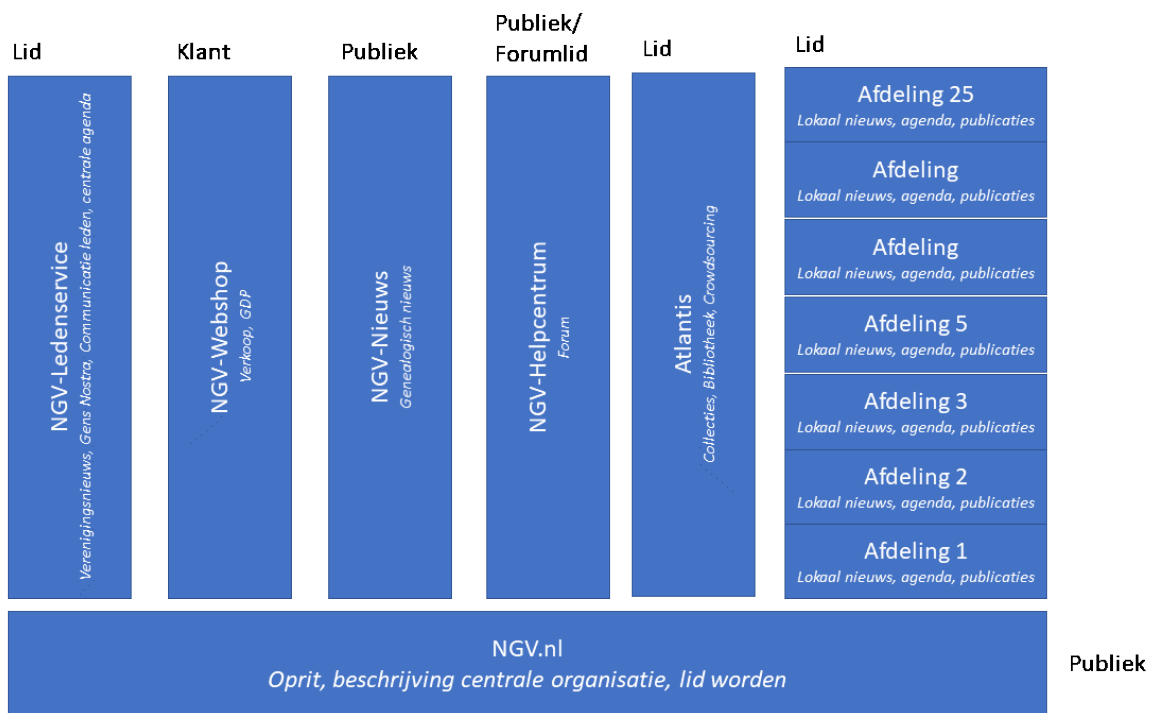 Lid
Klant
Publiek
Publiek/
Forumlid
Lid
Lid
NGV-Ledenservice
Verenigingsnieuws, Gens Nostra, Communicatie leden, centrale agenda
NGV-Webshop
Verkoop, GDP
NGV-Nieuws
Genealogisch nieuws
NGV-Helpcentrum
Forum
Atlantis
Collecties, Bibliotheek, Crowdsourcing
Afdeling 25
Lokaal nieuws, agenda, publicaties
Afdeling
Lokaal nieuws, agenda, publicaties
Afdeling
Lokaal nieuws, agenda, publicaties
Afdeling 5
Lokaal nieuws, agenda, publicaties
Afdeling 3
Lokaal nieuws, agenda, publicaties
Afdeling 2
Lokaal nieuws, agenda, publicaties
Afdeling 1
Lokaal nieuws, agenda, publicaties
NGV.nl
Oprit, beschrijving centrale organisatie, lid worden
Publiek